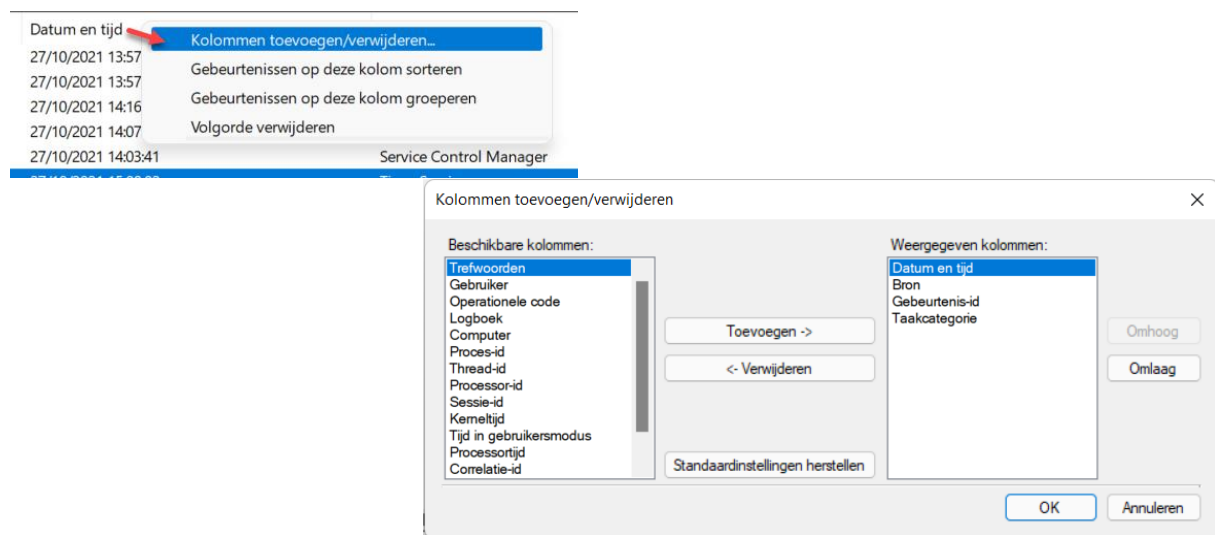 Datum en tijd
Kolommen toevoegen/verwijderen...
27/10/2021 13:57
Gebeurtenissen op deze kolom sorteren
27/10/2021 13:57
Gebeurtenissen op deze kolom groeperen
27/10/2021 14:16
Volgorde verwijderen
27/10/2021 14:07
27/10/2021 14:03:41 Service Control Manager
Kolommen toevoegen/verwijderen
Beschikbare kolommen:
Trefwoorden
Gebruiker
Operationele code
Logboek
Computer
Proces-id
Thread-id
Processor-id
Sessie-id
Kerneltijd
Tijd in gebruikersmodus
Processortijd
Correlatie-id
Toevoegen ->
<- Verwijderen
Standaardinstellingen herstellen
Weergegeven kolommen:
Datum en tijd
Bron
Gebeurtenis-id
Taakcategorie
Omhoog
Omlaag
OK
Annuleren